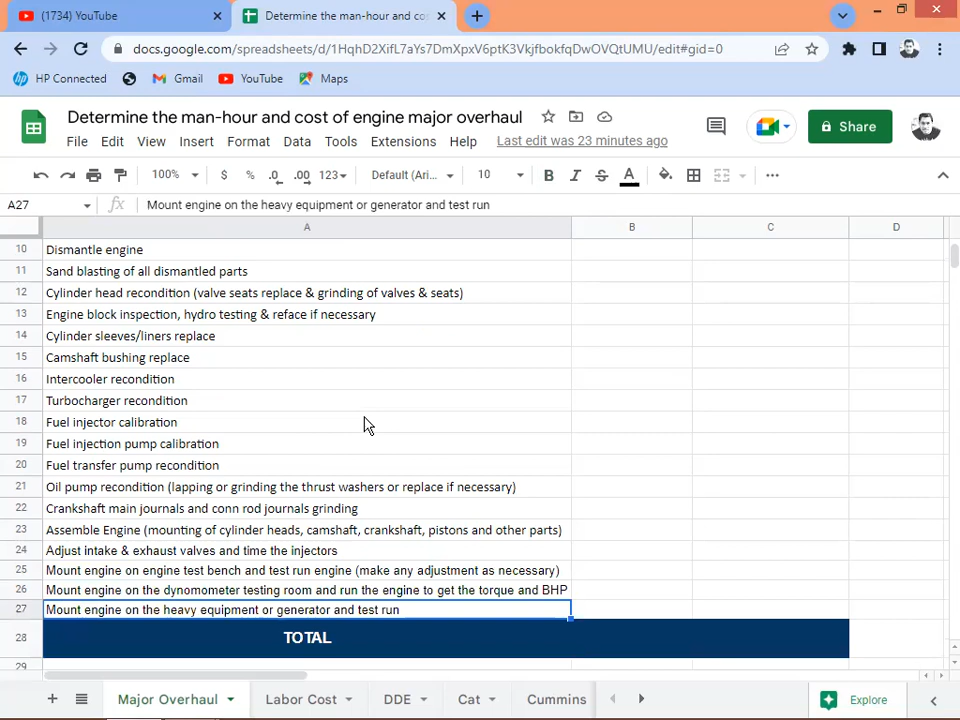 (1734) YouTube
Determine the man-hour and co
docs.google.com/spreadsheets/d/1HqhD2XifL7aYs7DmXpxV6ptK3VkjfbokfqDwOVQtUMU/edit#gid=0
HP Connected
Gmail
YouTube
Maps
Determine the man-hour and cost of engine major overhaul
File Edit View Insert Format Data Tools Extensions Help Last edit was 23 minutes ago
Share
100% $ % .0 .00 123 Default (Ari... 10 B I S A
A27 fx Mount engine on the heavy equipment or generator and test run
A B C D
10 Dismantle engine
11 Sand blasting of all dismantled parts
12 Cylinder head recondition (valve seats replace & grinding of valves & seats)
13 Engine block inspection, hydro testing & reface if necessary
14 Cylinder sleeves/liners replace
15 Camshaft bushing replace
16 Intercooler recondition
17 Turbocharger recondition
18 Fuel injector calibration
19 Fuel injection pump calibration
20 Fuel transfer pump recondition
21 Oil pump recondition (lapping or grinding the thrust washers or replace if necessary)
22 Crankshaft main journals and conn rod journals grinding
23 Assemble Engine (mounting of cylinder heads, camshaft, crankshaft, pistons and other parts)
24 Adjust intake & exhaust valves and time the injectors
25 Mount engine on engine test bench and test run engine (make any adjustment as necessary)
26 Mount engine on the dynomometer testing room and run the engine to get the torque and BHP
27 Mount engine on the heavy equipment or generator and test run
28 TOTAL
29
Major Overhaul Labor Cost DDE Cat Cummins Explore